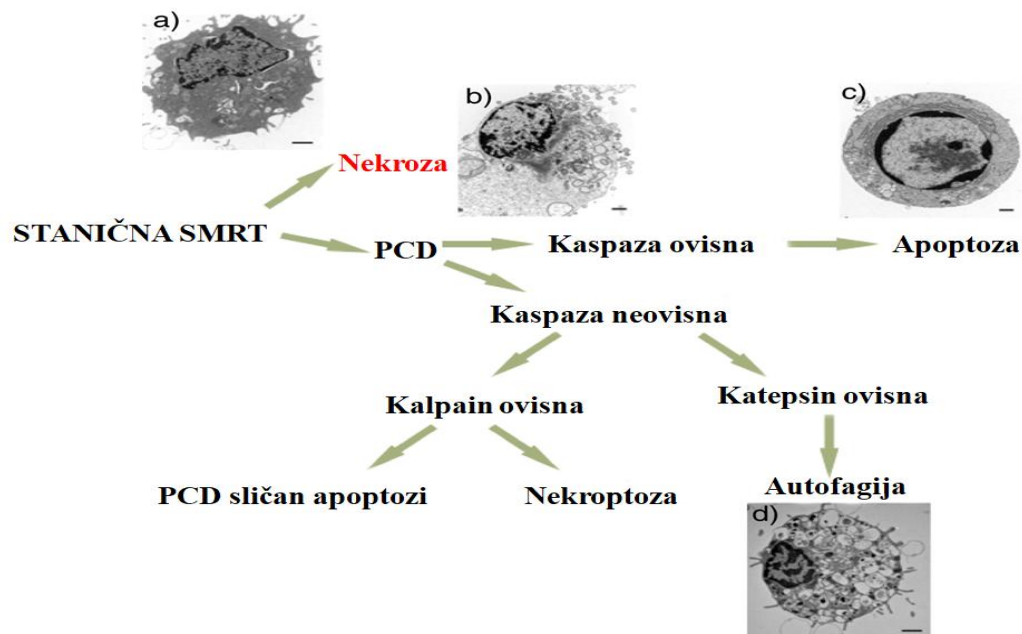 a)
b)
c)
Nekroza
STANIČNA SMRT
PCD
Kaspaza ovisna
Apoptoza
Kaspaza neovisna
Kalpain ovisna
Katepsin ovisna
PCD sličan apoptozi
Nekroptoza
Autofagija
d)